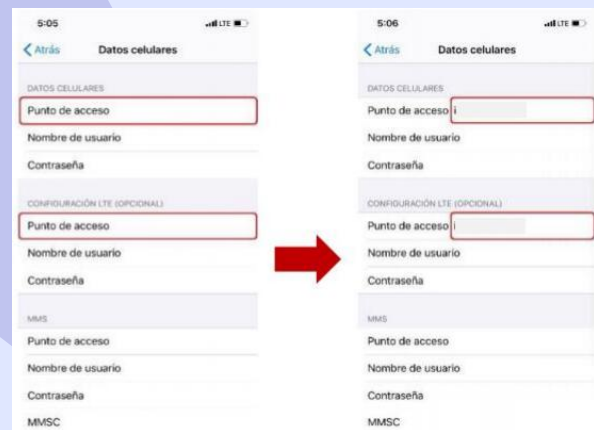 5:05
LTE
Atrás
Datos celulares
DATOS CELULARES
Punto de acceso
Nombre de usuario
Contraseña
CONFIGURACIÓN LTE (OPCIONAL)
Punto de acceso
Nombre de usuario
Contraseña
MMS
Punto de acceso
Nombre de usuario
Contraseña
MMSC
5:06
LTE
Atrás
Datos celulares
DATOS CELULARES
Punto de acceso i
Nombre de usuario
Contraseña
CONFIGURACIÓN LTE (OPCIONAL)
Punto de acceso i
Nombre de usuario
Contraseña
MMS
Punto de acceso
Nombre de usuario
Contraseña
MMSC